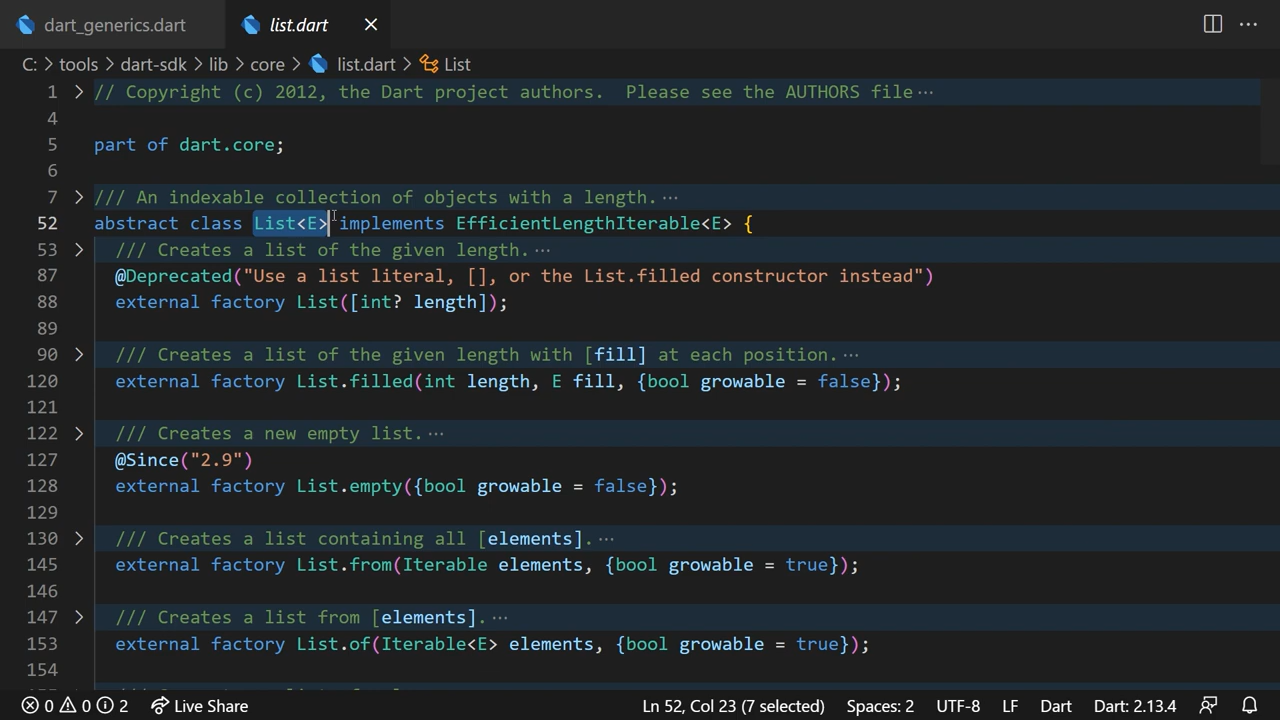 dart_generics.dart list.dart
C: > tools > dart-sdk > lib > core > list.dart > List
1 // Copyright (c) 2012, the Dart project authors.  Please see the AUTHORS file…
4
5 part of dart.core;
6
7 /// An indexable collection of objects with a length. …
52 abstract class List<E> implements EfficientLengthIterable<E> {
53 /// Creates a list of the given length. …
87 @Deprecated("Use a list literal, [], or the List.filled constructor instead")
88 external factory List([int? length]);
89
90 /// Creates a list of the given length with [fill] at each position. …
120 external factory List.filled(int length, E fill, {bool growable = false});
121
122 /// Creates a new empty list. …
127 @Since("2.9")
128 external factory List.empty({bool growable = false});
129
130 /// Creates a list containing all [elements]. …
145 external factory List.from(Iterable elements, {bool growable = true});
146
147 /// Creates a list from [elements]. …
153 external factory List.of(Iterable<E> elements, {bool growable = true});
154
0 0 2 Live Share Ln 52, Col 23 (7 selected) Spaces: 2 UTF-8 LF Dart Dart: 2.13.4